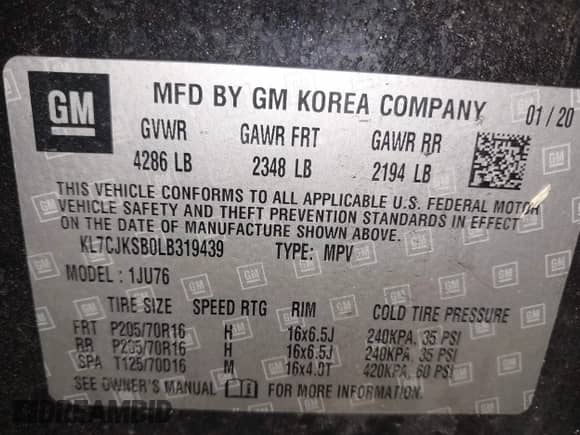 GM MFD BY GM KOREA COMPANY 01/20
GVWR GAWR FRT GAWR RR
4286 LB 2348 LB 2194 LB
THIS VEHICLE CONFORMS TO ALL APPLICABLE U.S. FEDERAL MOTOR
VEHICLE SAFETY AND THEFT PREVENTION STANDARDS IN EFFECT
ON THE DATE OF MANUFACTURE SHOWN ABOVE.
KL7CJKSB0LB319439 TYPE: MPV
MODEL: 1JU76
TIRE SIZE SPEED RTG RIM COLD TIRE PRESSURE
FRT P205/70R16 H 16x6.5J 240KPA, 35 PSI
RR P205/70R16 H 16x6.5J 240KPA, 35 PSI
SPA T125/70D16 M 16x4.0T 420KPA, 60 PSI
SEE OWNER'S MANUAL FOR MORE INFORMATION.
DREAMBID